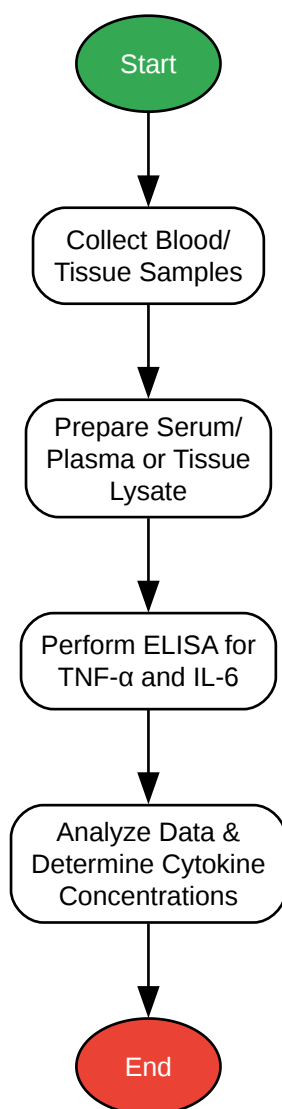 Start
Collect Blood/
Tissue Samples
Prepare Serum/
Plasma or Tissue
Lysate
Perform ELISA for
TNF-α and IL-6
Analyze Data &
Determine Cytokine
Concentrations
End